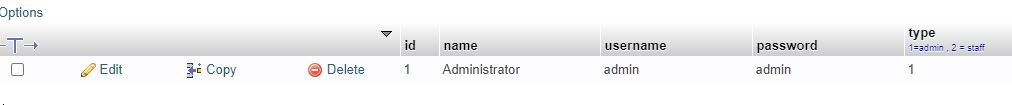 Options
id name username password type
1=admin , 2 = staff
Edit Copy Delete 1 Administrator admin admin 1